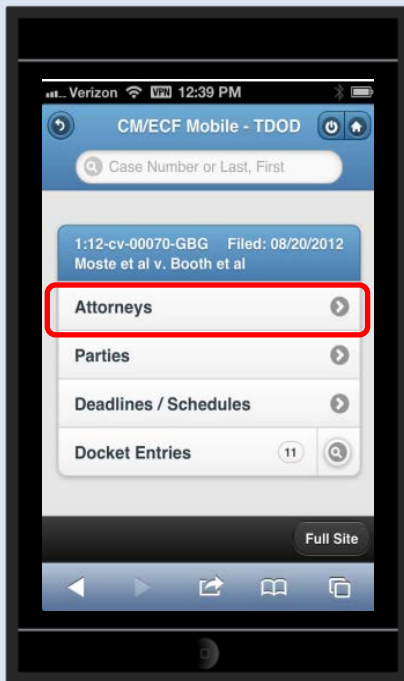 Verizon VPN 12:39 PM
CM/ECF Mobile - TDOD
Case Number or Last, First
1:12-cv-00070-GBG Filed: 08/20/2012
Moste et al v. Booth et al
Attorneys
Parties
Deadlines / Schedules
Docket Entries 11
Full Site